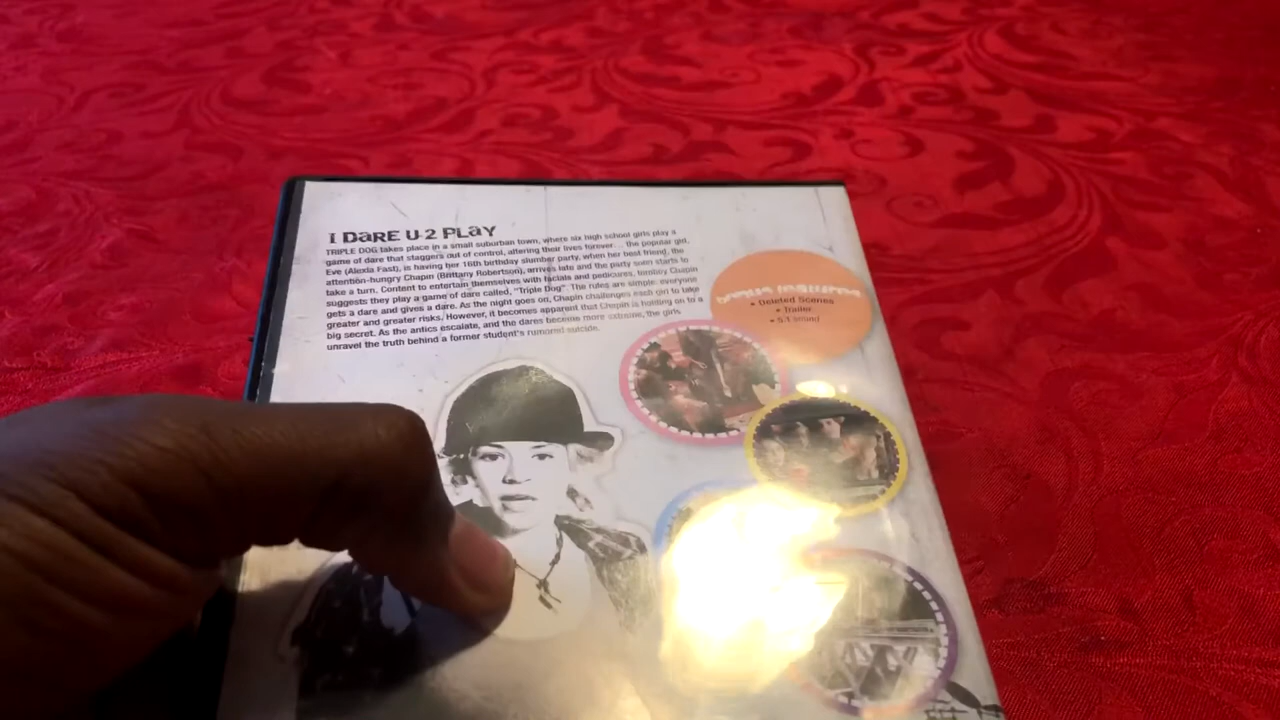 I DARE U 2 PLAY
TRIPLE DOG takes place in a small suburban town, where six high school girls play a
game of dare that staggers out of control, altering their lives forever... the popular girl,
Eve (Alexia Fast), is having her 16th birthday slumber party, when her best friend, the
attention-hungry Chapin (Brittany Robertson), arrives late and the party soon starts to
take a turn. Content to entertain themselves with facials and pedicures, tomboy Chapin
suggests they play a game of dare called, "Triple Dog". The rules are simple: everyone
gets a dare and gives a dare. As the night goes on, Chapin challenges each girl to take
greater and greater risks. However, it becomes apparent that Chapin is holding on to a
big secret. As the antics escalate, and the dares become more extreme, the girls
unravel the truth behind a former student's rumored suicide.
bonus features
• Deleted Scenes
• Trailer
• 5.1 sound